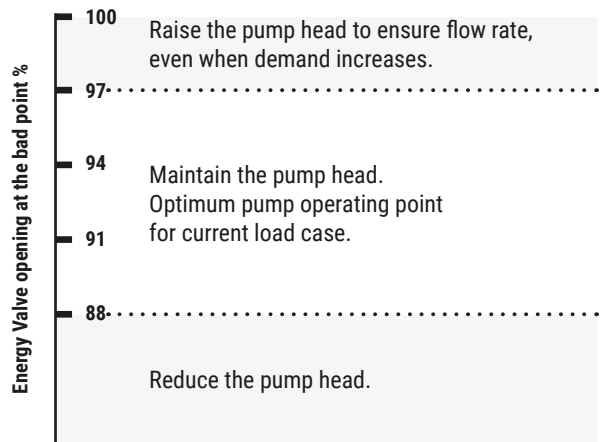 Energy Valve opening at the bad point %
100
Raise the pump head to ensure flow rate,
even when demand increases.
97
94
Maintain the pump head.
Optimum pump operating point
for current load case.
91
88
Reduce the pump head.